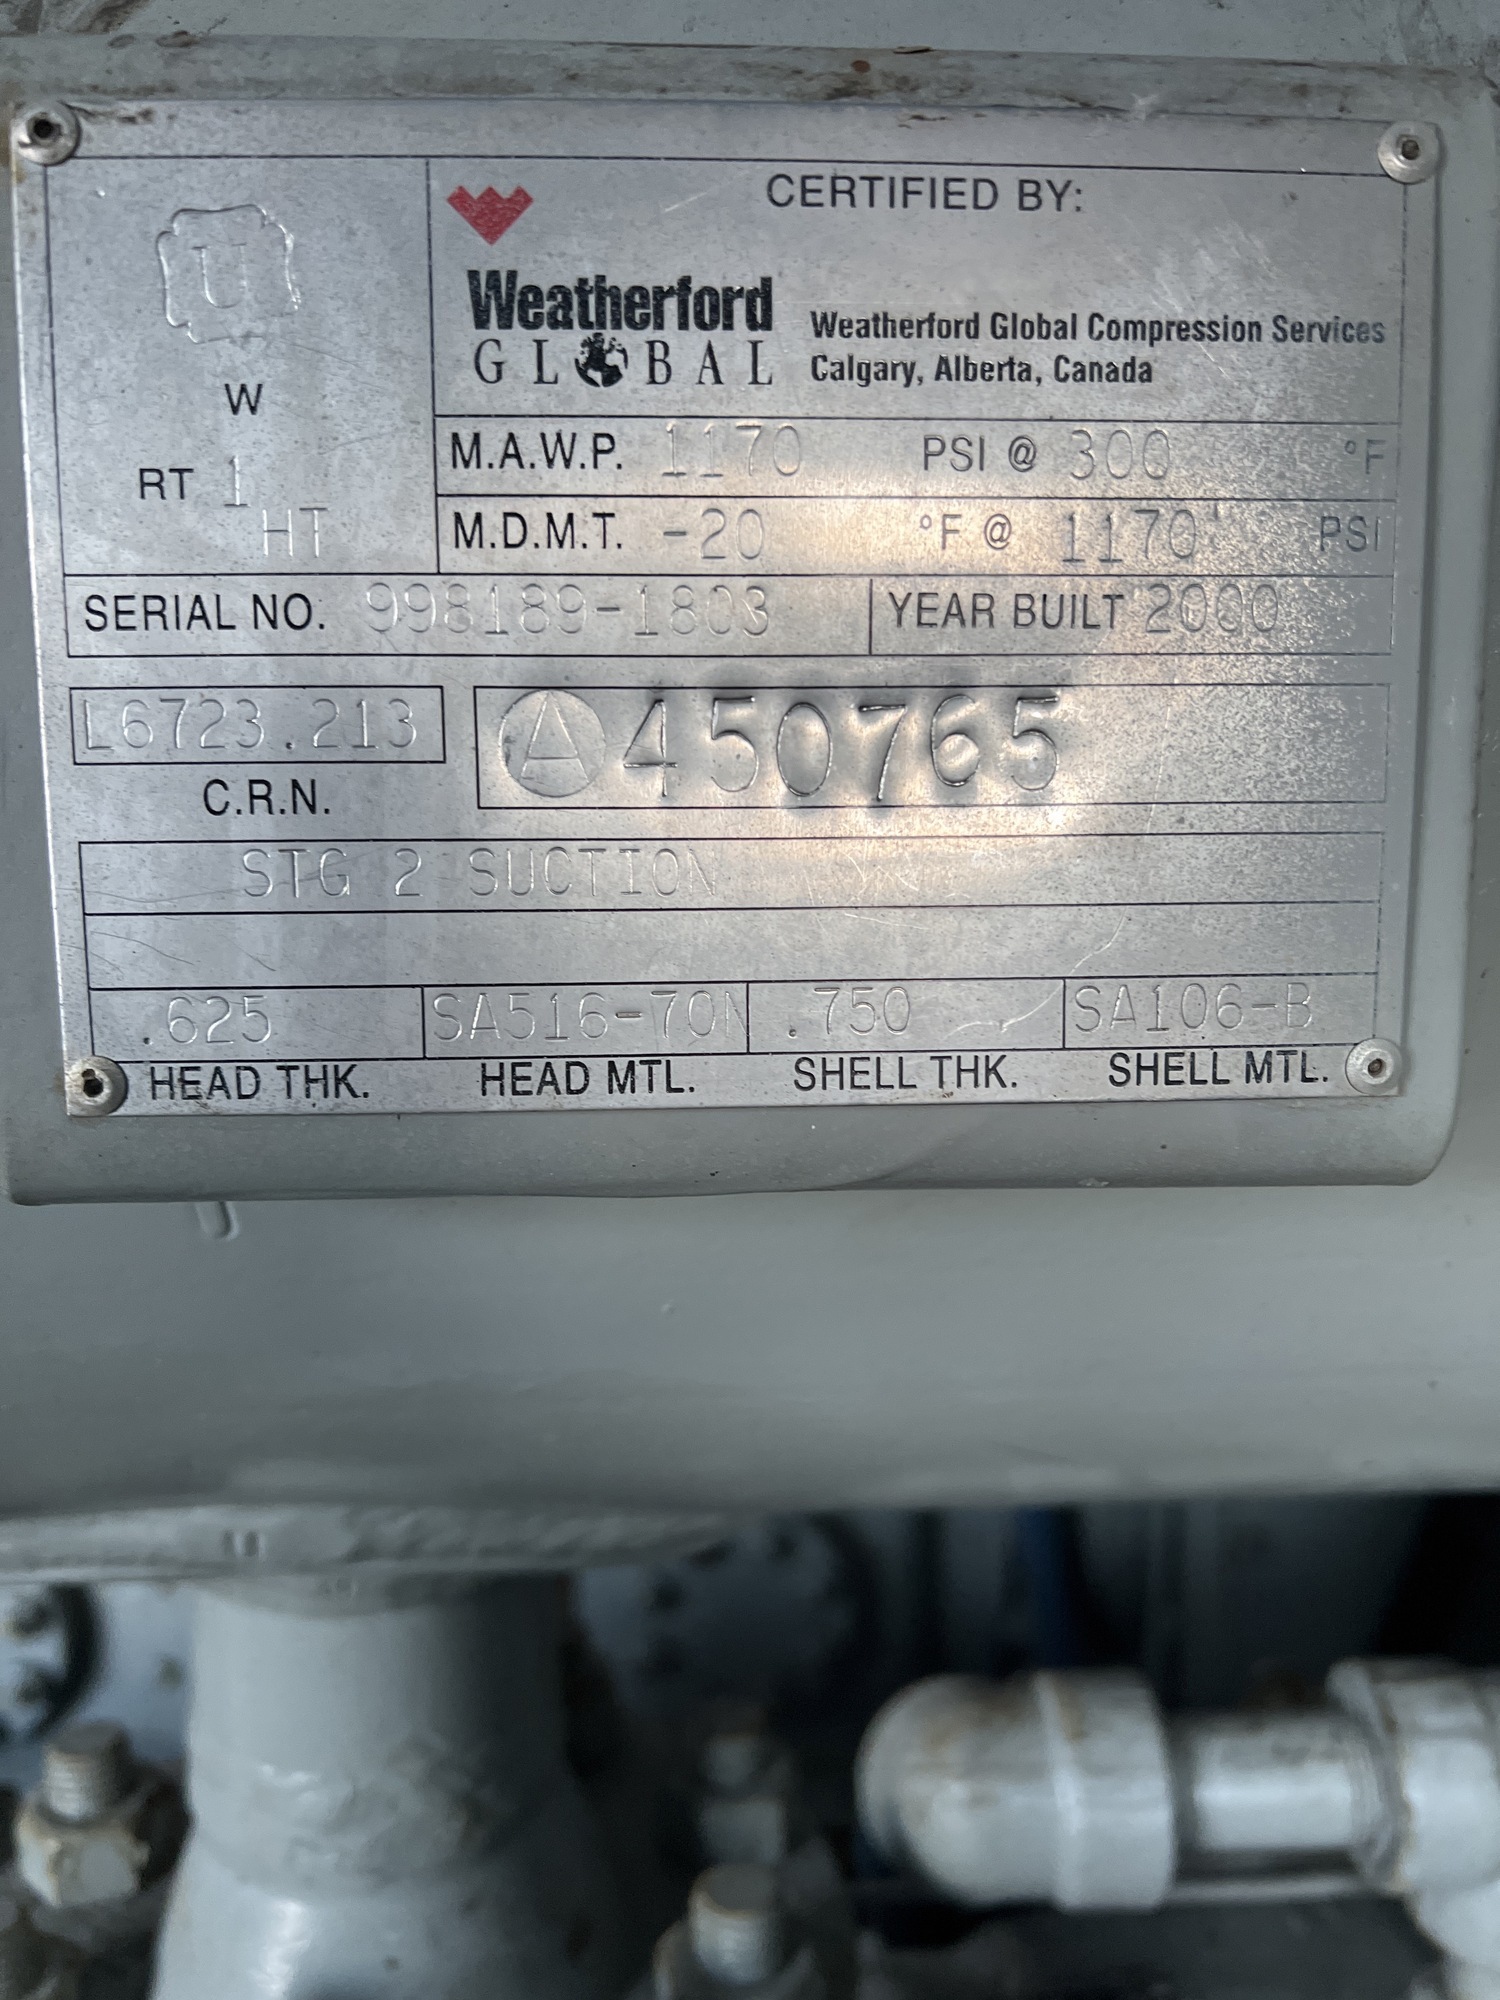 U
W
RT 1
HT
CERTIFIED BY:
Weatherford
GLOBAL
Weatherford Global Compression Services
Calgary, Alberta, Canada
M.A.W.P. 1170 PSI @ 300 °F
M.D.M.T. -20 °F @ 1170 PSI
SERIAL NO. 998189-1803 YEAR BUILT 2000
L6723.213
C.R.N.
A 450765
STG 2 SUCTION
.625 SA516-70N .750 SA106-B
HEAD THK. HEAD MTL. SHELL THK. SHELL MTL.